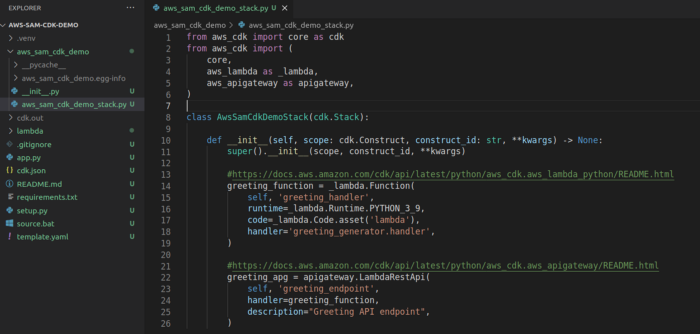 EXPLORER
AWS-SAM-CDK-DEMO
.venv
aws_sam_cdk_demo
__pycache__
aws_sam_cdk_demo.egg-info
__init__.py U
aws_sam_cdk_demo_stack.py U
cdk.out
lambda
.gitignore U
app.py U
cdk.json U
README.md U
requirements.txt U
setup.py U
source.bat U
template.yaml U
aws_sam_cdk_demo_stack.py U
aws_sam_cdk_demo > aws_sam_cdk_demo_stack.py
1 from aws_cdk import core as cdk
2 from aws_cdk import (
3 core,
4 aws_lambda as _lambda,
5 aws_apigateway as apigateway,
6 )
7
8 class AwsSamCdkDemoStack(cdk.Stack):
9
10 def __init__(self, scope: cdk.Construct, construct_id: str, **kwargs) -> None:
11 super().__init__(scope, construct_id, **kwargs)
12
13 #https://docs.aws.amazon.com/cdk/api/latest/python/aws_cdk.aws_lambda_python/README.html
14 greeting_function = _lambda.Function(
15 self, 'greeting_handler',
16 runtime=_lambda.Runtime.PYTHON_3_9,
17 code=_lambda.Code.asset('lambda'),
18 handler='greeting_generator.handler',
19 )
20
21 #https://docs.aws.amazon.com/cdk/api/latest/python/aws_cdk.aws_apigateway/README.html
22 greeting_apg = apigateway.LambdaRestApi(
23 self, 'greeting_endpoint',
24 handler=greeting_function,
25 description="Greeting API endpoint",
26 )